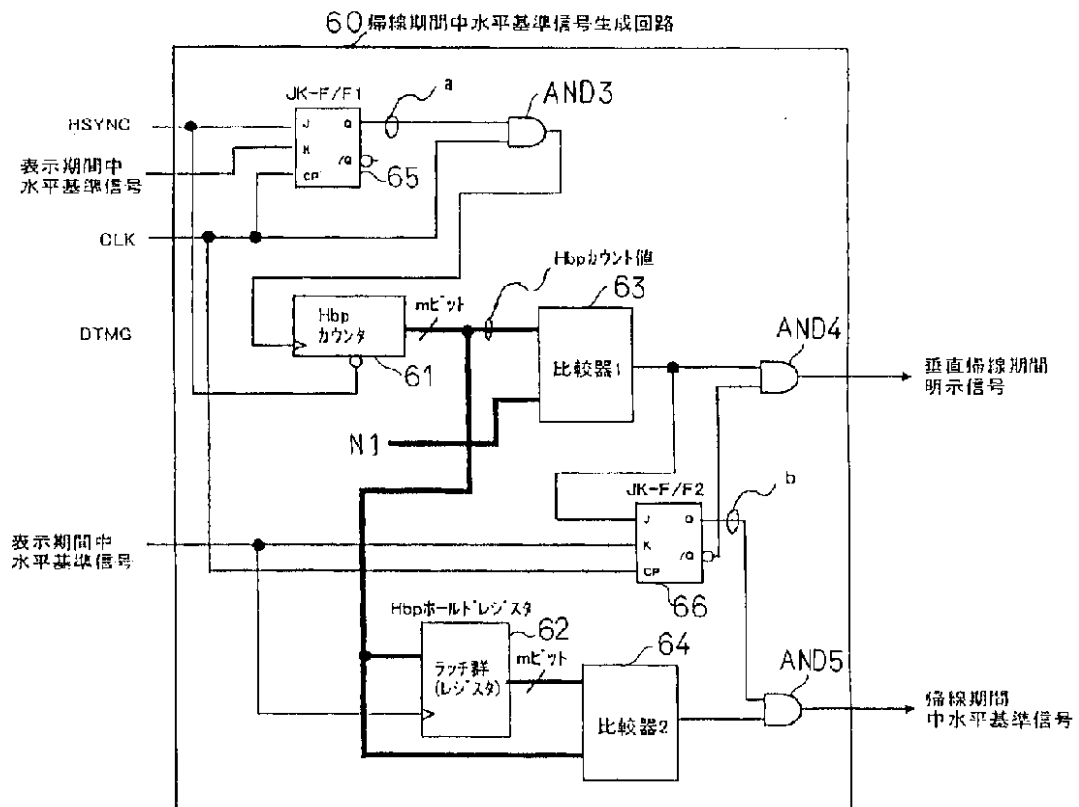 60 帰線期間中水平基準信号生成回路
JK-F/F1
a
AND3
HSYNC
J
Q
K
/Q
CP
65
表示期間中
水平基準信号
CLK
Hbpカウント値
mビット
63
Hbp
カウンタ
61
DTMG
比較器1
AND4
垂直帰線期間
明示信号
N1
JK-F/F2
b
J
Q
K
/Q
CP
66
表示期間中
水平基準信号
Hbpホールドレジスタ
62
ラッチ群
(レジスタ)
mビット
64
比較器2
AND5
帰線期間
中水平基準信号